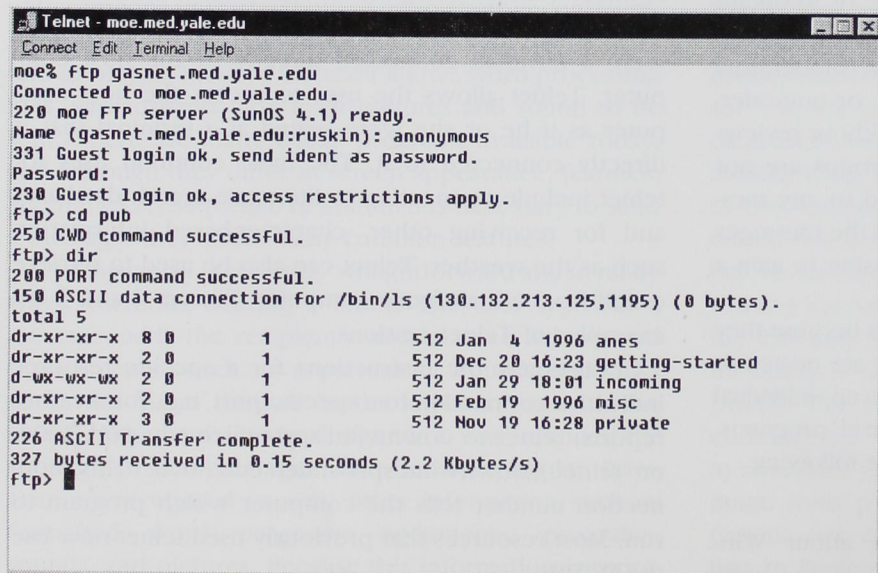 Telnet - moe.med.yale.edu
Connect Edit Terminal Help
moe% ftp gasnet.med.yale.edu
Connected to moe.med.yale.edu.
220 moe FTP server (SunOS 4.1) ready.
Name (gasnet.med.yale.edu:ruskin): anonymous
331 Guest login ok, send ident as password.
Password:
230 Guest login ok, access restrictions apply.
ftp> cd pub
250 CWD command successful.
ftp> dir
200 PORT command successful.
150 ASCII data connection for /bin/ls (130.132.213.125,1195) (0 bytes).
total 5
dr-xr-xr-x 8 0 1 512 Jan 4 1996 anes
dr-xr-xr-x 2 0 1 512 Dec 20 16:23 getting-started
d-wx-wx-wx 2 0 1 512 Jan 29 18:01 incoming
dr-xr-xr-x 2 0 1 512 Feb 19 1996 misc
dr-xr-xr-x 3 0 1 512 Nov 19 16:28 private
226 ASCII Transfer complete.
327 bytes received in 0.15 seconds (2.2 Kbytes/s)
ftp>